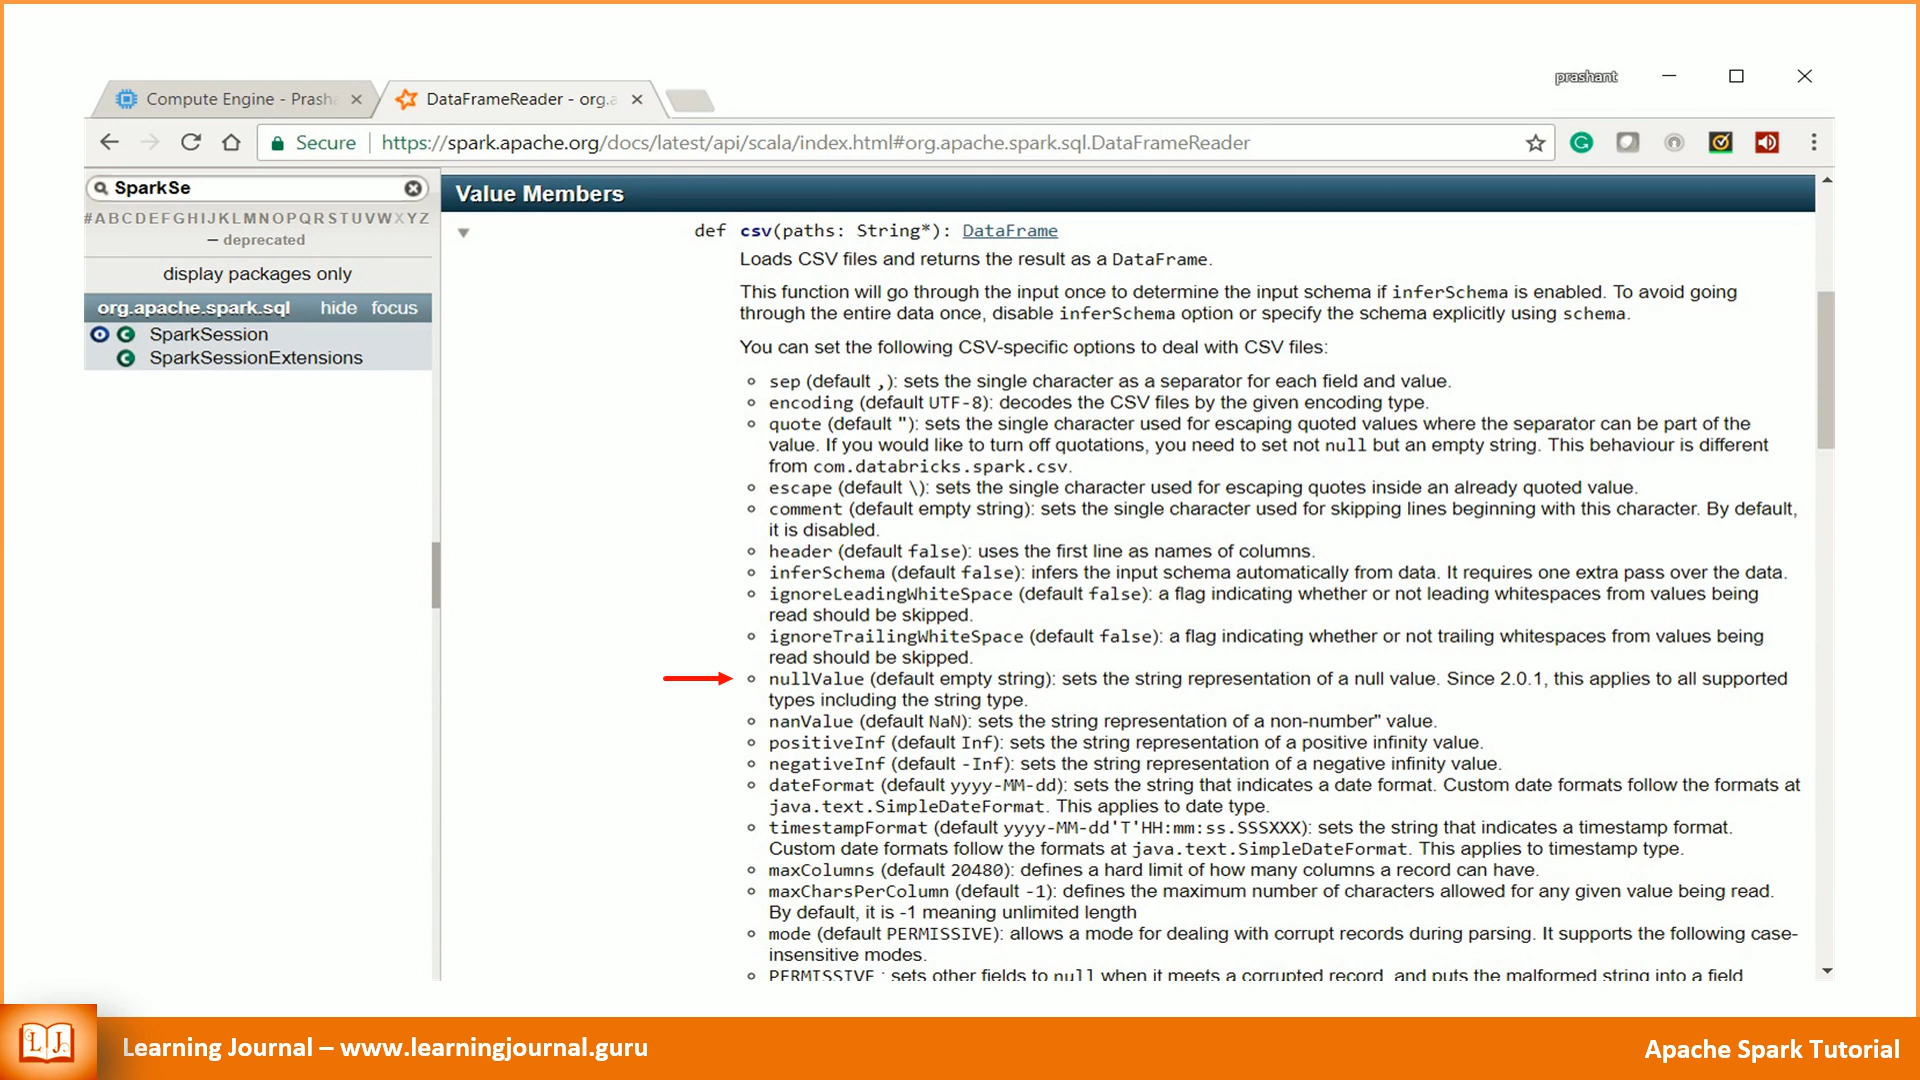 prashant
Compute Engine - Prasha
DataFrameReader - org.a
Secure
https://spark.apache.org/docs/latest/api/scala/index.html#org.apache.spark.sql.DataFrameReader
SparkSe
#ABCDEFGHIJKLMNOPQRSTUVWXYZ
– deprecated
display packages only
org.apache.spark.sql hide focus
SparkSession
SparkSessionExtensions
Value Members
def csv(paths: String*): DataFrame
Loads CSV files and returns the result as a DataFrame.
This function will go through the input once to determine the input schema if inferSchema is enabled. To avoid going
through the entire data once, disable inferSchema option or specify the schema explicitly using schema.
You can set the following CSV-specific options to deal with CSV files:
sep (default ,): sets the single character as a separator for each field and value.
encoding (default UTF-8): decodes the CSV files by the given encoding type.
quote (default "): sets the single character used for escaping quoted values where the separator can be part of the
value. If you would like to turn off quotations, you need to set not null but an empty string. This behaviour is different
from com.databricks.spark.csv.
escape (default \): sets the single character used for escaping quotes inside an already quoted value.
comment (default empty string): sets the single character used for skipping lines beginning with this character. By default,
it is disabled.
header (default false): uses the first line as names of columns.
inferSchema (default false): infers the input schema automatically from data. It requires one extra pass over the data.
ignoreLeadingWhiteSpace (default false): a flag indicating whether or not leading whitespaces from values being
read should be skipped.
ignoreTrailingWhiteSpace (default false): a flag indicating whether or not trailing whitespaces from values being
read should be skipped.
nullValue (default empty string): sets the string representation of a null value. Since 2.0.1, this applies to all supported
types including the string type.
nanValue (default NaN): sets the string representation of a non-number" value.
positiveInf (default Inf): sets the string representation of a positive infinity value.
negativeInf (default -Inf): sets the string representation of a negative infinity value.
dateFormat (default yyyy-MM-dd): sets the string that indicates a date format. Custom date formats follow the formats at
java.text.SimpleDateFormat. This applies to date type.
timestampFormat (default yyyy-MM-dd'T'HH:mm:ss.SSSXXX): sets the string that indicates a timestamp format.
Custom date formats follow the formats at java.text.SimpleDateFormat. This applies to timestamp type.
maxColumns (default 20480): defines a hard limit of how many columns a record can have.
maxCharsPerColumn (default -1): defines the maximum number of characters allowed for any given value being read.
By default, it is -1 meaning unlimited length
mode (default PERMISSIVE): allows a mode for dealing with corrupt records during parsing. It supports the following case-
insensitive modes.
PERMISSIVE : sets other fields to null when it meets a corrupted record, and puts the malformed string into a field
LJ
Learning Journal – www.learningjournal.guru
Apache Spark Tutorial